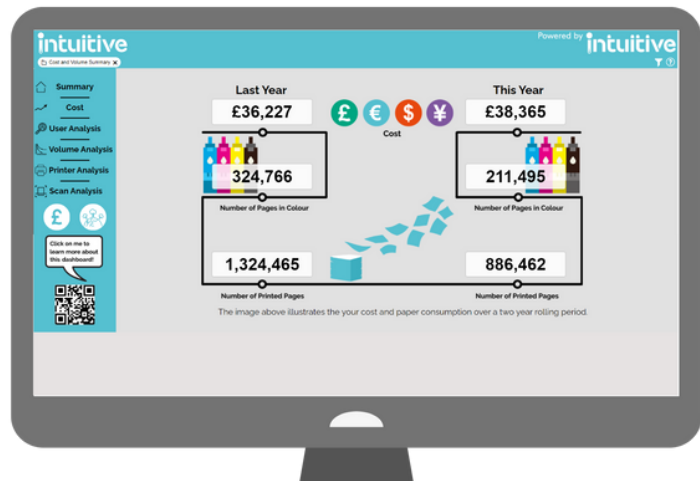 intuitive
Powered by intuitive
Cost and Volume Summary x
Summary
Cost
User Analysis
Volume Analysis
Printer Analysis
Scan Analysis
£
Click on me to
learn more about
this dashboard!
Last Year
£36,227
£ € $ ¥
Cost
This Year
£38,365
324,766
Number of Pages in Colour
211,495
Number of Pages in Colour
1,324,465
Number of Printed Pages
886,462
Number of Printed Pages
The image above illustrates the your cost and paper consumption over a two year rolling period.